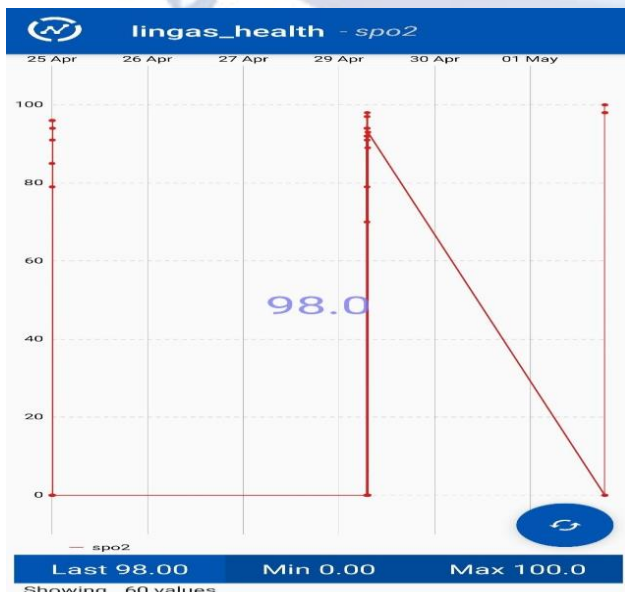 lingas_health - spo2
25 Apr 26 Apr 27 Apr 29 Apr 30 Apr 01 May
100
80
60
98.0
40
20
0
spo2
Last 98.00 Min 0.00 Max 100.0
Showing 60 values